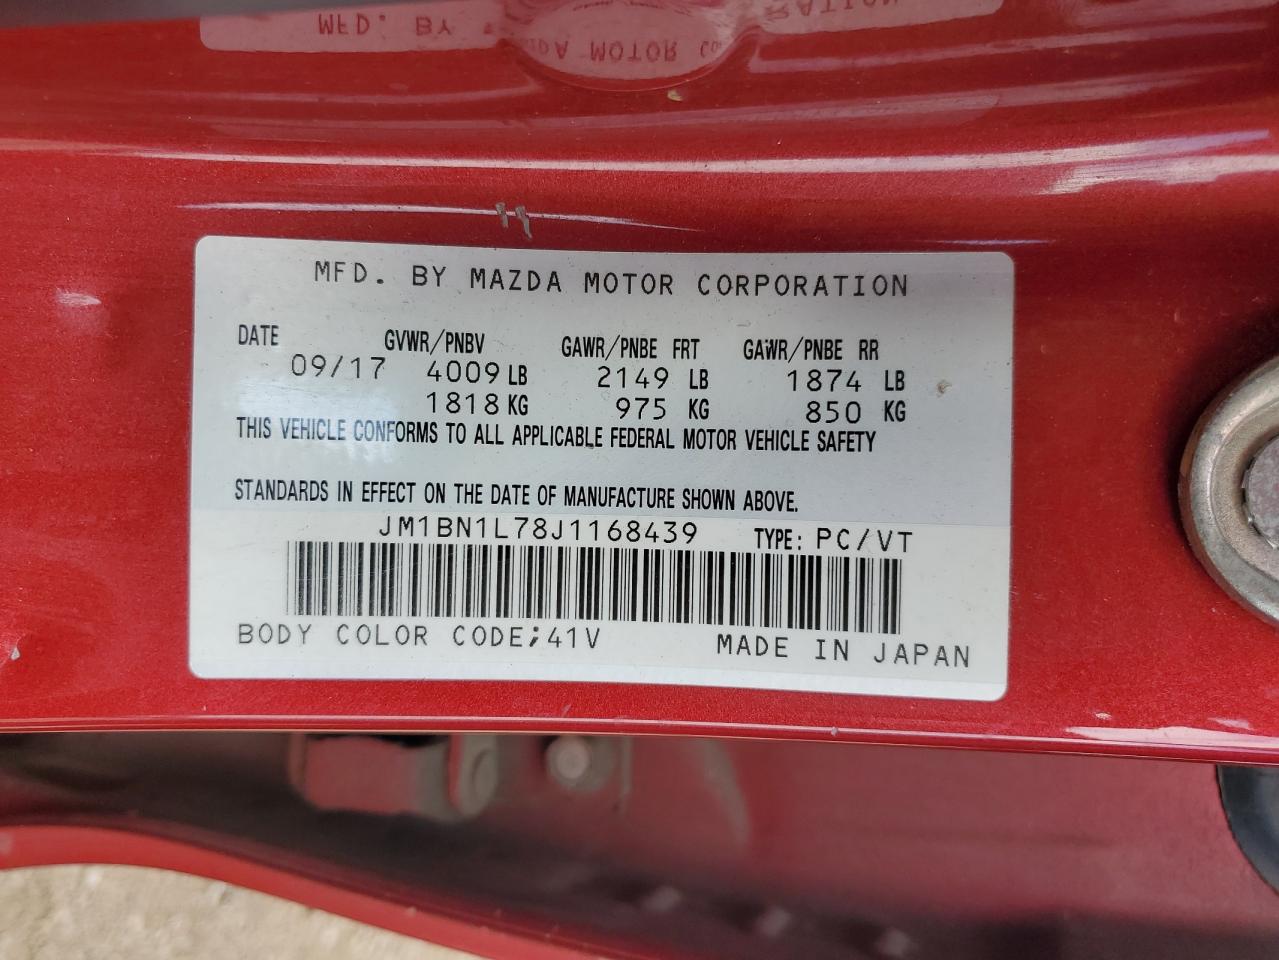 MFD. BY MAZDA MOTOR CORPORATION
DATE GVWR/PNBV GAWR/PNBE FRT GAWR/PNBE RR
09/17 4009 LB 2149 LB 1874 LB
1818 KG 975 KG 850 KG
THIS VEHICLE CONFORMS TO ALL APPLICABLE FEDERAL MOTOR VEHICLE SAFETY
STANDARDS IN EFFECT ON THE DATE OF MANUFACTURE SHOWN ABOVE.
JM1BN1L78J1168439 TYPE: PC/VT
BODY COLOR CODE;41V MADE IN JAPAN